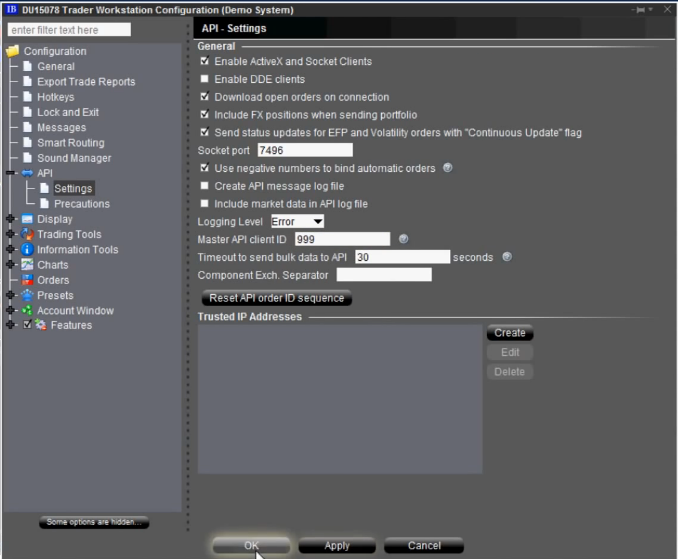 IB DU15078 Trader Workstation Configuration (Demo System)
enter filter text here
Configuration
General
Export Trade Reports
Hotkeys
Lock and Exit
Messages
Smart Routing
Sound Manager
API
Settings
Precautions
Display
Trading Tools
Information Tools
Charts
Orders
Presets
Account Window
Features
Some options are hidden...
API - Settings
General
Enable ActiveX and Socket Clients
Enable DDE clients
Download open orders on connection
Include FX positions when sending portfolio
Send status updates for EFP and Volatility orders with "Continuous Update" flag
Socket port 7496
Use negative numbers to bind automatic orders
Create API message log file
Include market data in API log file
Logging Level Error
Master API client ID 999
Timeout to send bulk data to API 30 seconds
Component Exch. Separator
Reset API order ID sequence
Trusted IP Addresses
Create
Edit
Delete
OK Apply Cancel